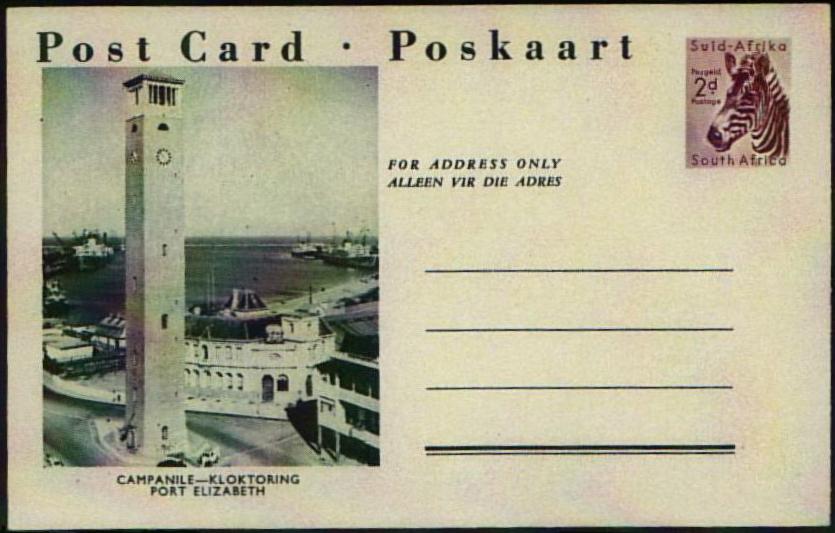 Post Card · Poskaart
Suid-Afrika
Posgeld
2d
Postage
South Africa
FOR ADDRESS ONLY
ALLEEN VIR DIE ADRES
CAMPANILE—KLOKTORING
PORT ELIZABETH